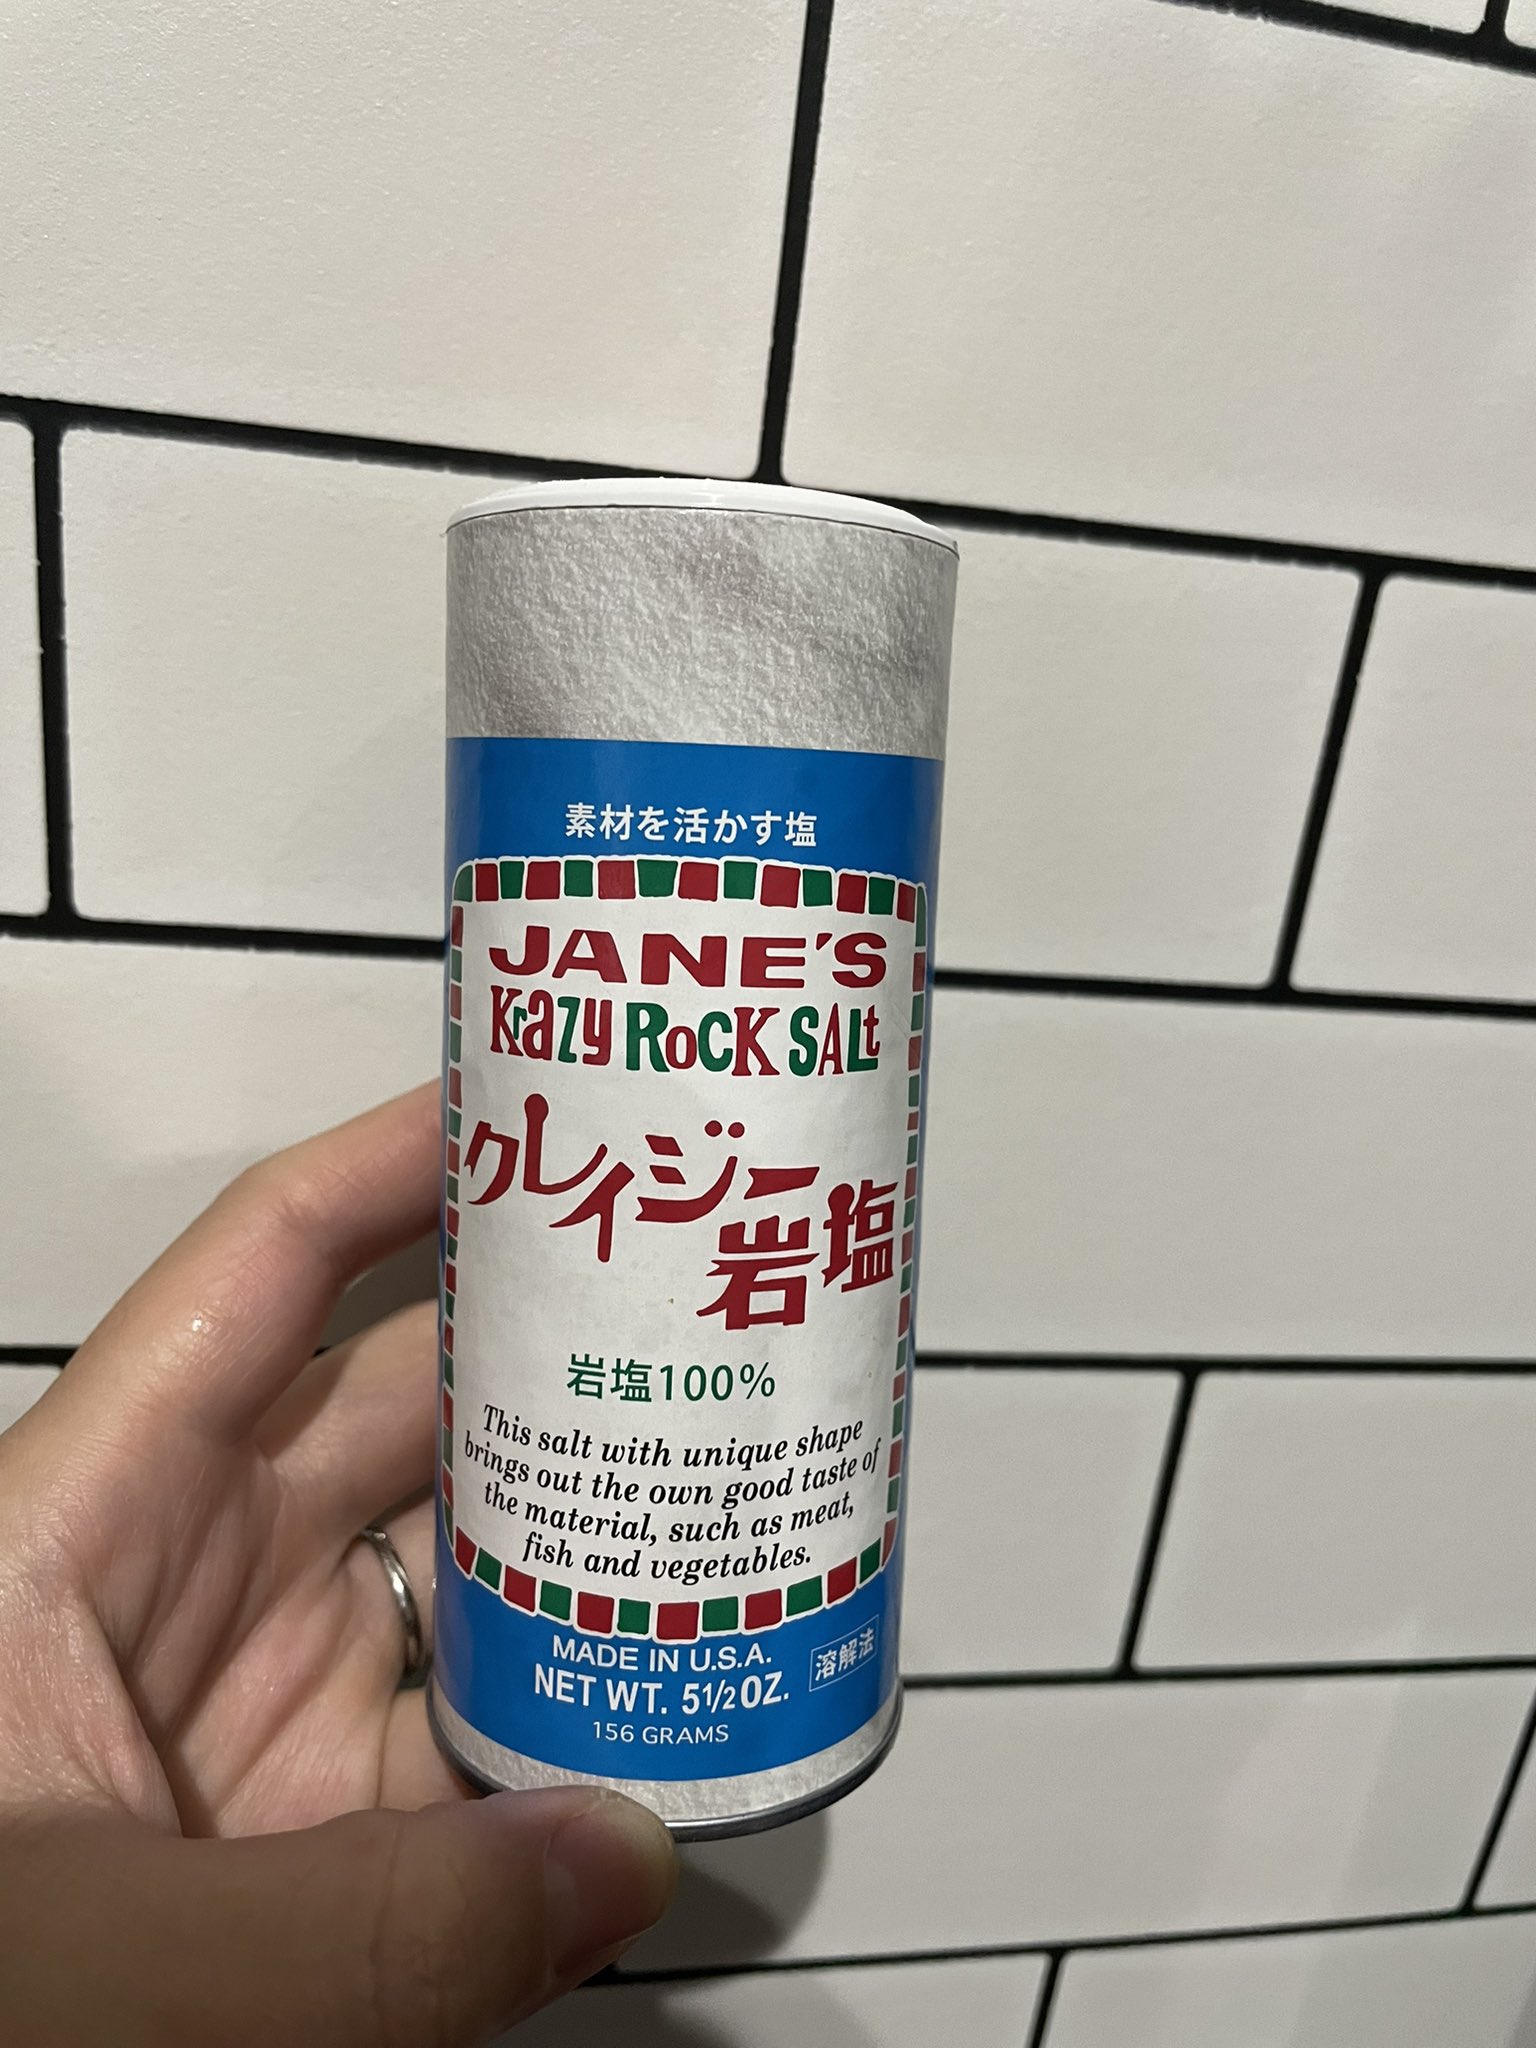 素材を活かす塩
JANE'S
Krazy ROCK SALt
クレイジー
岩塩
岩塩100%
This salt with unique shape
brings out the own good taste of
the material, such as meat,
fish and vegetables.
MADE IN U.S.A.
NET WT. 5 1/2 OZ.
156 GRAMS
溶解法